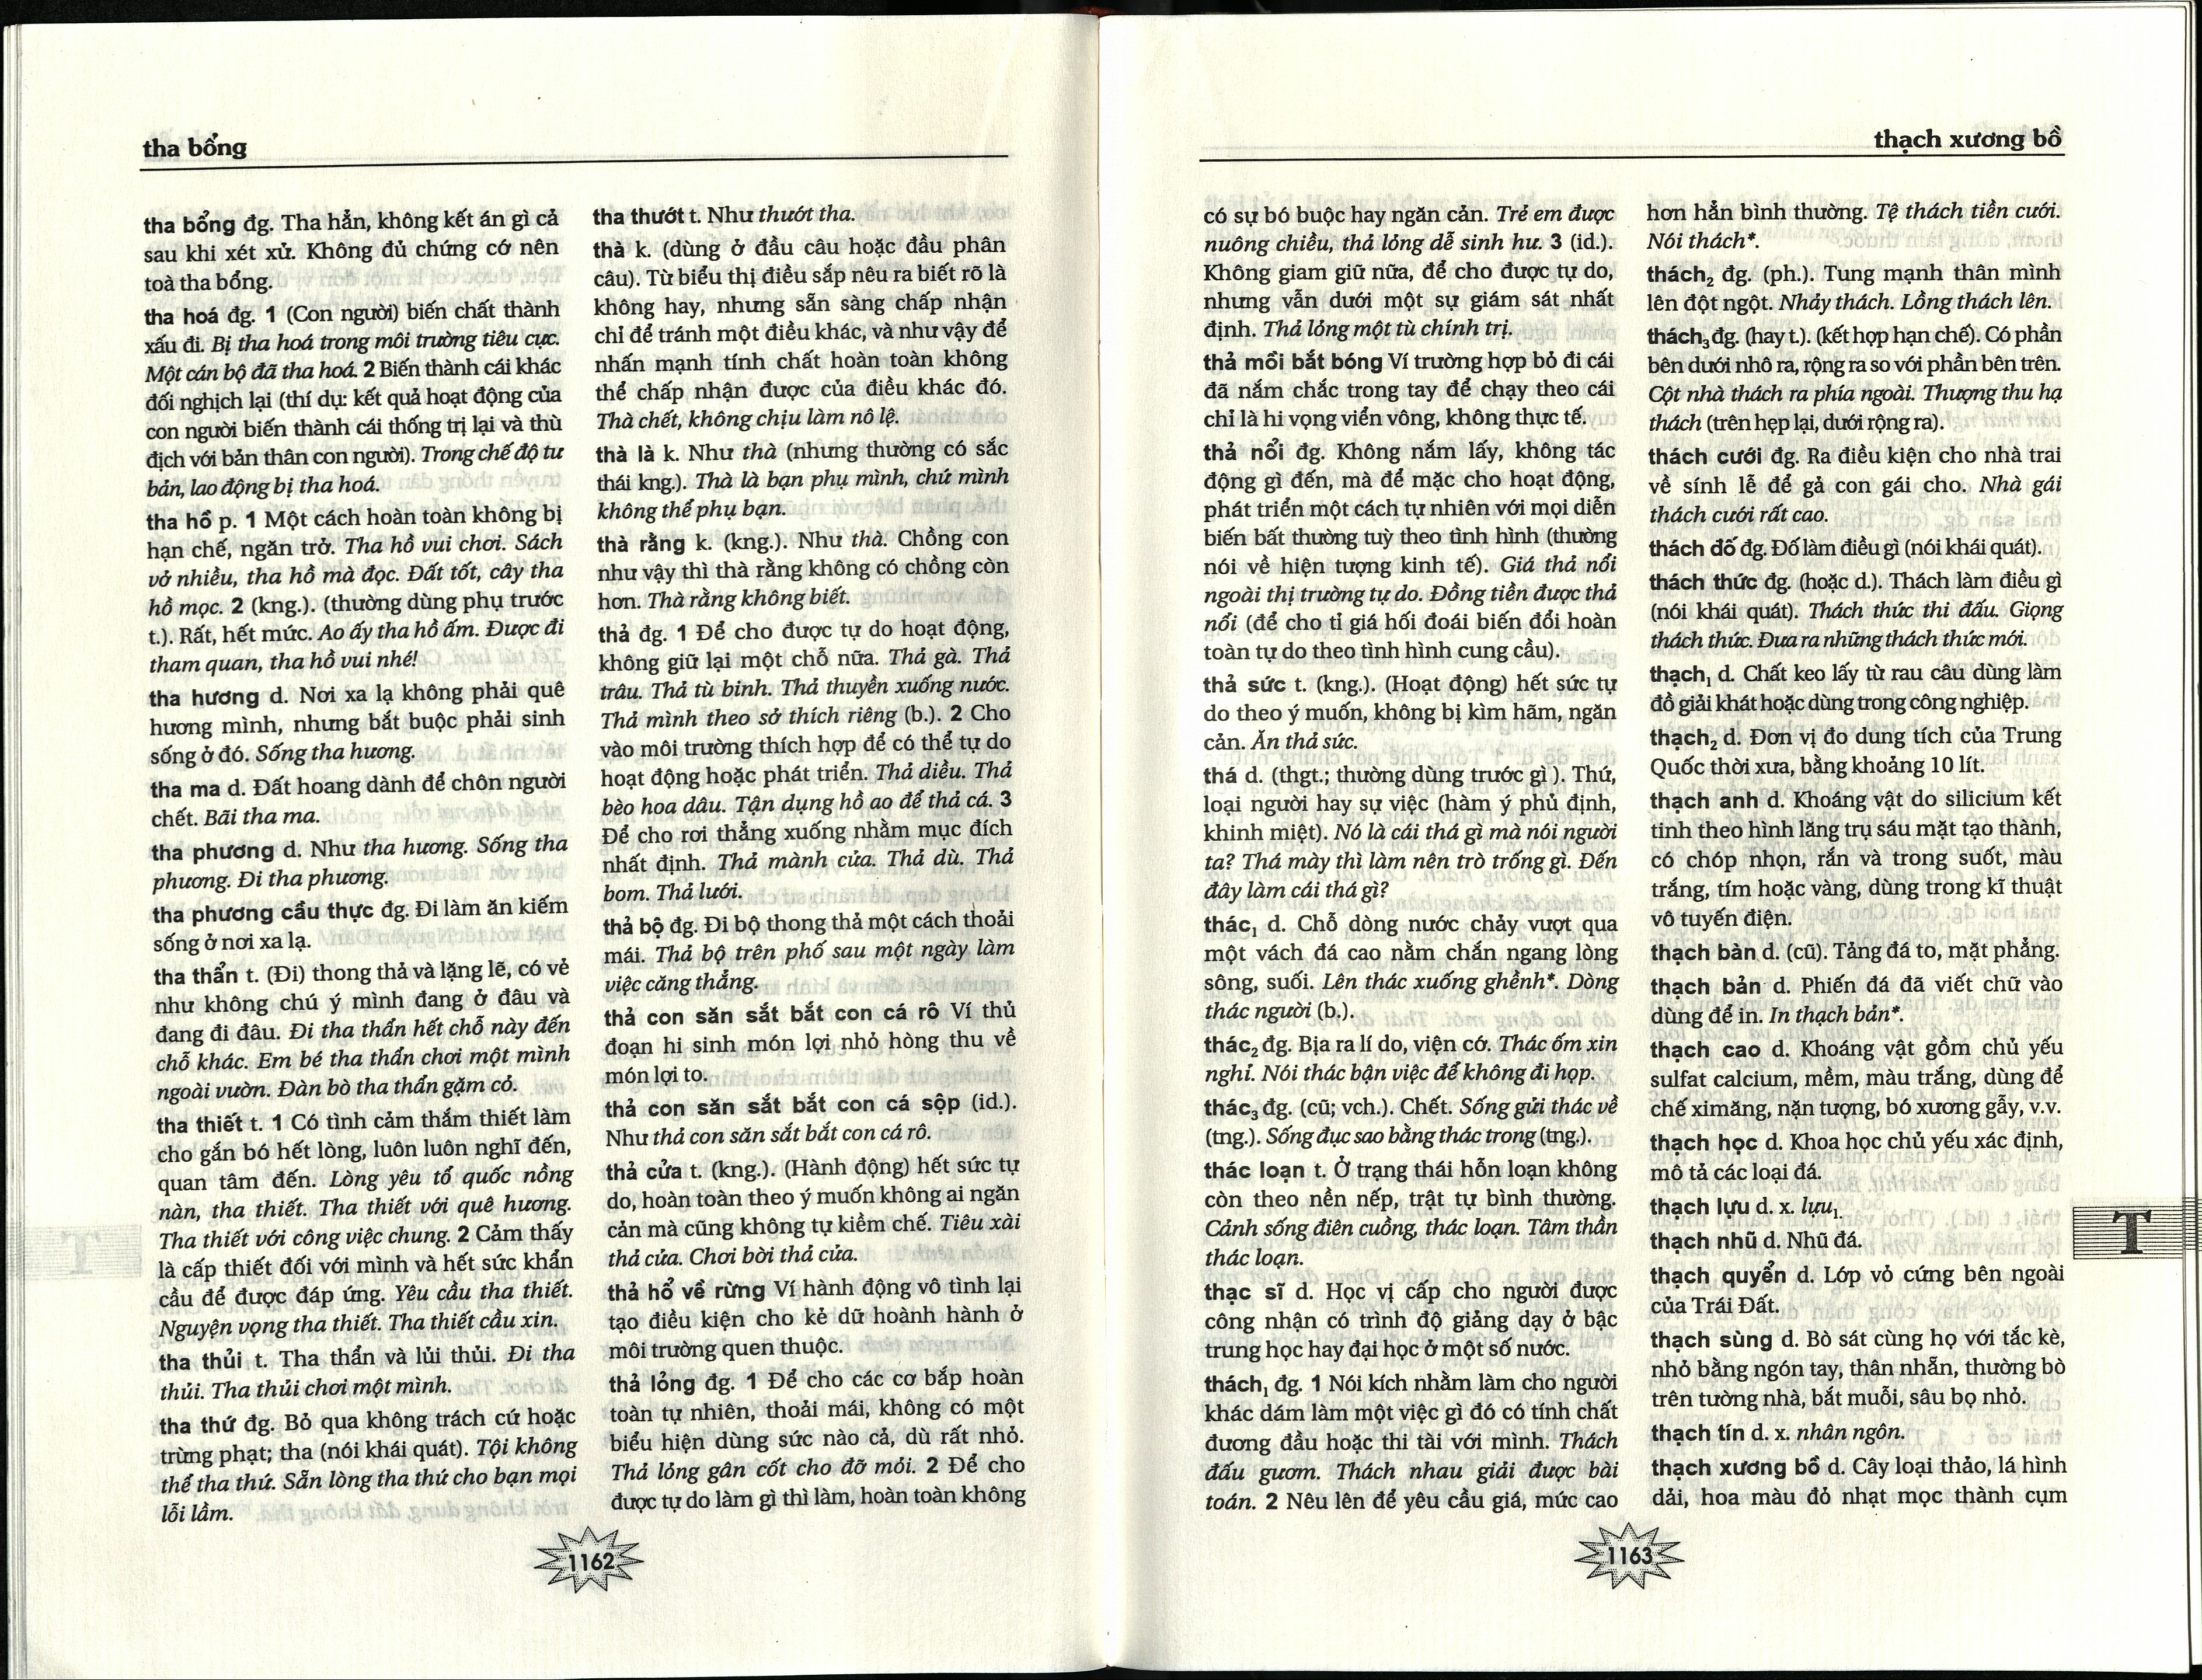 tha bổng
tha bổng đg. Tha hẳn, không kết án gì cả
sau khi xét xử. Không đủ chứng cớ nên
toà tha bổng.
tha hoá đg. 1 (Con người) biến chất thành
xấu đi. Bị tha hoá trong môi trường tiêu cực.
Một cán bộ đã tha hoá. 2 Biến thành cái khác
đối nghịch lại (thí dụ: kết quả hoạt động của
con người biến thành cái thống trị lại và thù
địch với bản thân con người). Trong chế độ tư
bản, lao động bị tha hoá.
tha hồ p. 1 Một cách hoàn toàn không bị
hạn chế, ngăn trở. Tha hồ vui chơi. Sách
vở nhiều, tha hồ mà đọc. Đất tốt, cây tha
hồ mọc. 2 (kng.). (thường dùng phụ trước
t.). Rất, hết mức. Ao ấy tha hồ ấm. Được đi
tham quan, tha hồ vui nhé!
tha hương d. Nơi xa lạ không phải quê
hương mình, nhưng bắt buộc phải sinh
sống ở đó. Sống tha hương.
tha ma d. Đất hoang dành để chôn người
chết. Bãi tha ma.
tha phương d. Như tha hương. Sống tha
phương. Đi tha phương.
tha phương cầu thực đg. Đi làm ăn kiếm
sống ở nơi xa lạ.
tha thẩn t. (Đi) thong thả và lặng lẽ, có vẻ
như không chú ý mình đang ở đâu và
đang đi đâu. Đi tha thẩn hết chỗ này đến
chỗ khác. Em bé tha thẩn chơi một mình
ngoài vườn. Đàn bò tha thẩn gặm cỏ.
tha thiết t. 1 Có tình cảm thắm thiết làm
cho gắn bó hết lòng, luôn luôn nghĩ đến,
quan tâm đến. Lòng yêu tổ quốc nồng
nàn, tha thiết. Tha thiết với quê hương.
Tha thiết với công việc chung. 2 Cảm thấy
là cấp thiết đối với mình và hết sức khẩn
cầu để được đáp ứng. Yêu cầu tha thiết.
Nguyện vọng tha thiết. Tha thiết cầu xin.
tha thủi t. Tha thẩn và lủi thủi. Đi tha
thủi. Tha thủi chơi một mình.
tha thứ đg. Bỏ qua không trách cứ hoặc
trừng phạt; tha (nói khái quát). Tội không
thể tha thứ. Sẵn lòng tha thứ cho bạn mọi
lỗi lầm.
tha thướt t. Như thướt tha.
thà k. (dùng ở đầu câu hoặc đầu phân
câu). Từ biểu thị điều sắp nêu ra biết rõ là
không hay, nhưng sẵn sàng chấp nhận
chỉ để tránh một điều khác, và như vậy để
nhấn mạnh tính chất hoàn toàn không
thể chấp nhận được của điều khác đó.
Thà chết, không chịu làm nô lệ.
thà là k. Như thà (nhưng thường có sắc
thái kng.). Thà là bạn phụ mình, chứ mình
không thể phụ bạn.
thà rằng k. (kng.). Như thà. Chồng con
như vậy thì thà rằng không có chồng còn
hơn. Thà rằng không biết.
thả đg. 1 Để cho được tự do hoạt động,
không giữ lại một chỗ nữa. Thả gà. Thả
trâu. Thả tù binh. Thả thuyền xuống nước.
Thả mình theo sở thích riêng (b.). 2 Cho
vào môi trường thích hợp để có thể tự do
hoạt động hoặc phát triển. Thả diều. Thả
bèo hoa dâu. Tận dụng hồ ao để thả cá. 3
Để cho rơi thẳng xuống nhằm mục đích
nhất định. Thả mành cửa. Thả dù. Thả
bom. Thả lưới.
thả bộ đg. Đi bộ thong thả một cách thoải
mái. Thả bộ trên phố sau một ngày làm
việc căng thẳng.
thả con săn sắt bắt con cá rô Ví thủ
đoạn hi sinh món lợi nhỏ hòng thu về
món lợi to.
thả con săn sắt bắt con cá sộp (id.).
Như thả con săn sắt bắt con cá rô.
thả cửa t. (kng.). (Hành động) hết sức tự
do, hoàn toàn theo ý muốn không ai ngăn
cản mà cũng không tự kiềm chế. Tiêu xài
thả cửa. Chơi bời thả cửa.
thả hổ về rừng Ví hành động vô tình lại
tạo điều kiện cho kẻ dữ hoành hành ở
môi trường quen thuộc.
thả lỏng đg. 1 Để cho các cơ bắp hoàn
toàn tự nhiên, thoải mái, không có một
biểu hiện dùng sức nào cả, dù rất nhỏ.
Thả lỏng gân cốt cho đỡ mỏi. 2 Để cho
được tự do làm gì thì làm, hoàn toàn không
1162
thạch xương bồ
có sự bó buộc hay ngăn cản. Trẻ em được
nuông chiều, thả lỏng dễ sinh hư. 3 (id.).
Không giam giữ nữa, để cho được tự do,
nhưng vẫn dưới một sự giám sát nhất
định. Thả lỏng một tù chính trị.
thả mồi bắt bóng Ví trường hợp bỏ đi cái
đã nắm chắc trong tay để chạy theo cái
chỉ là hi vọng viển vông, không thực tế.
thả nổi đg. Không nắm lấy, không tác
động gì đến, mà để mặc cho hoạt động,
phát triển một cách tự nhiên với mọi diễn
biến bất thường tuỳ theo tình hình (thường
nói về hiện tượng kinh tế). Giá thả nổi
ngoài thị trường tự do. Đồng tiền được thả
nổi (để cho tỉ giá hối đoái biến đổi hoàn
toàn tự do theo tình hình cung cầu).
thả sức t. (kng.). (Hoạt động) hết sức tự
do theo ý muốn, không bị kìm hãm, ngăn
cản. Ăn thả sức.
thá d. (thgt.; thường dùng trước gì ). Thứ,
loại người hay sự việc (hàm ý phủ định,
khinh miệt). Nó là cái thá gì mà nói người
ta? Thá mày thì làm nên trò trống gì. Đến
đây làm cái thá gì?
thác₁ d. Chỗ dòng nước chảy vượt qua
một vách đá cao nằm chắn ngang lòng
sông, suối. Lên thác xuống ghềnh*. Dòng
thác người (b.).
thác₂ đg. Bịa ra lí do, viện cớ. Thác ốm xin
nghỉ. Nói thác bận việc để không đi họp.
thác₃ đg. (cũ; vch.). Chết. Sống gửi thác về
(tng.). Sống đục sao bằng thác trong (tng.).
thác loạn t. Ở trạng thái hỗn loạn không
còn theo nền nếp, trật tự bình thường.
Cảnh sống điên cuồng, thác loạn. Tâm thần
thác loạn.
thạc sĩ d. Học vị cấp cho người được
công nhận có trình độ giảng dạy ở bậc
trung học hay đại học ở một số nước.
thách₁ đg. 1 Nói kích nhằm làm cho người
khác dám làm một việc gì đó có tính chất
đương đầu hoặc thi tài với mình. Thách
đấu gươm. Thách nhau giải được bài
toán. 2 Nêu lên để yêu cầu giá, mức cao
hơn hẳn bình thường. Tệ thách tiền cưới.
Nói thách*.
thách₂ đg. (ph.). Tung mạnh thân mình
lên đột ngột. Nhảy thách. Lồng thách lên.
thách₃ đg. (hay t.). (kết hợp hạn chế). Có phần
bên dưới nhô ra, rộng ra so với phần bên trên.
Cột nhà thách ra phía ngoài. Thượng thu hạ
thách (trên hẹp lại, dưới rộng ra).
thách cưới đg. Ra điều kiện cho nhà trai
về sính lễ để gả con gái cho. Nhà gái
thách cưới rất cao.
thách đố đg. Đố làm điều gì (nói khái quát).
thách thức đg. (hoặc d.). Thách làm điều gì
(nói khái quát). Thách thức thi đấu. Giọng
thách thức. Đưa ra những thách thức mới.
thạch₁ d. Chất keo lấy từ rau câu dùng làm
đồ giải khát hoặc dùng trong công nghiệp.
thạch₂ d. Đơn vị đo dung tích của Trung
Quốc thời xưa, bằng khoảng 10 lít.
thạch anh d. Khoáng vật do silicium kết
tinh theo hình lăng trụ sáu mặt tạo thành,
có chóp nhọn, rắn và trong suốt, màu
trắng, tím hoặc vàng, dùng trong kĩ thuật
vô tuyến điện.
thạch bàn d. (cũ). Tảng đá to, mặt phẳng.
thạch bản d. Phiến đá đã viết chữ vào
dùng để in. In thạch bản*.
thạch cao d. Khoáng vật gồm chủ yếu
sulfat calcium, mềm, màu trắng, dùng để
chế ximăng, nặn tượng, bó xương gẫy, v.v.
thạch học d. Khoa học chủ yếu xác định,
mô tả các loại đá.
thạch lựu d. x. lựu₁.
thạch nhũ d. Nhũ đá.
thạch quyển d. Lớp vỏ cứng bên ngoài
của Trái Đất.
thạch sùng d. Bò sát cùng họ với tắc kè,
nhỏ bằng ngón tay, thân nhẵn, thường bò
trên tường nhà, bắt muỗi, sâu bọ nhỏ.
thạch tín d. x. nhân ngôn.
thạch xương bồ d. Cây loại thảo, lá hình
dải, hoa màu đỏ nhạt mọc thành cụm
T
1163